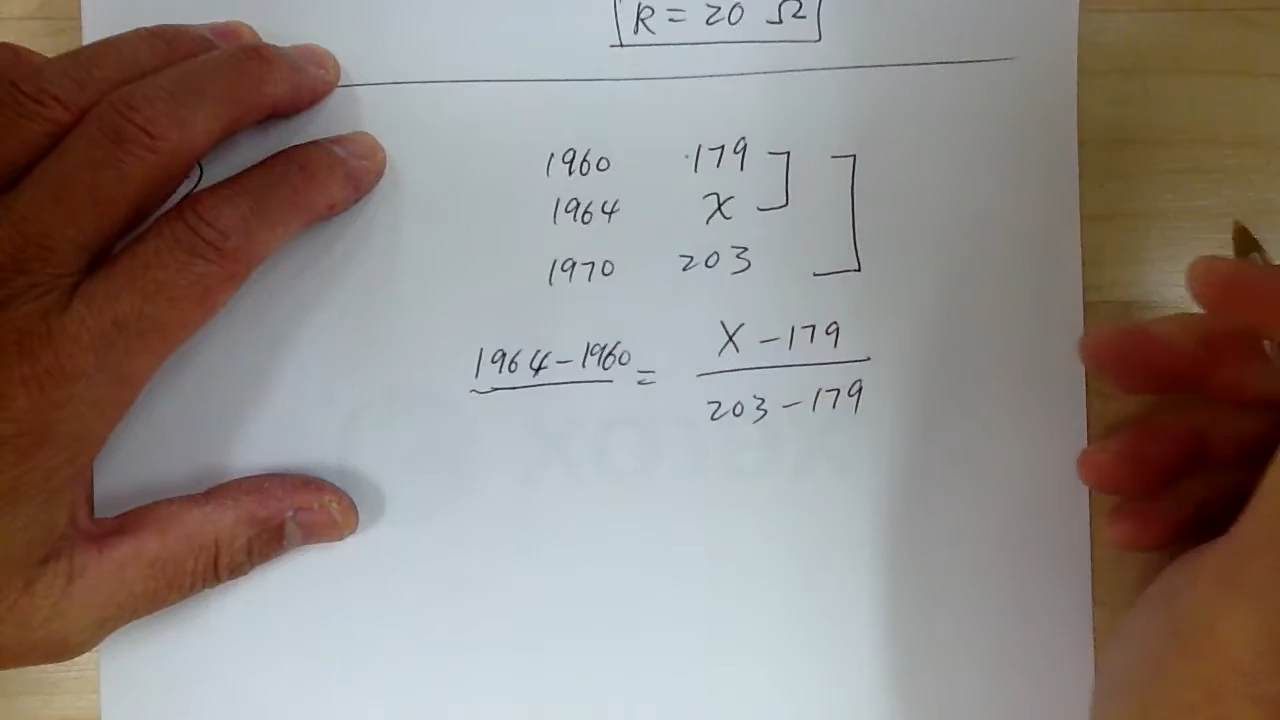 R = 20 Ω
1960 179
1964 X
1970 203
1964 - 1960 = X - 179
203 - 179